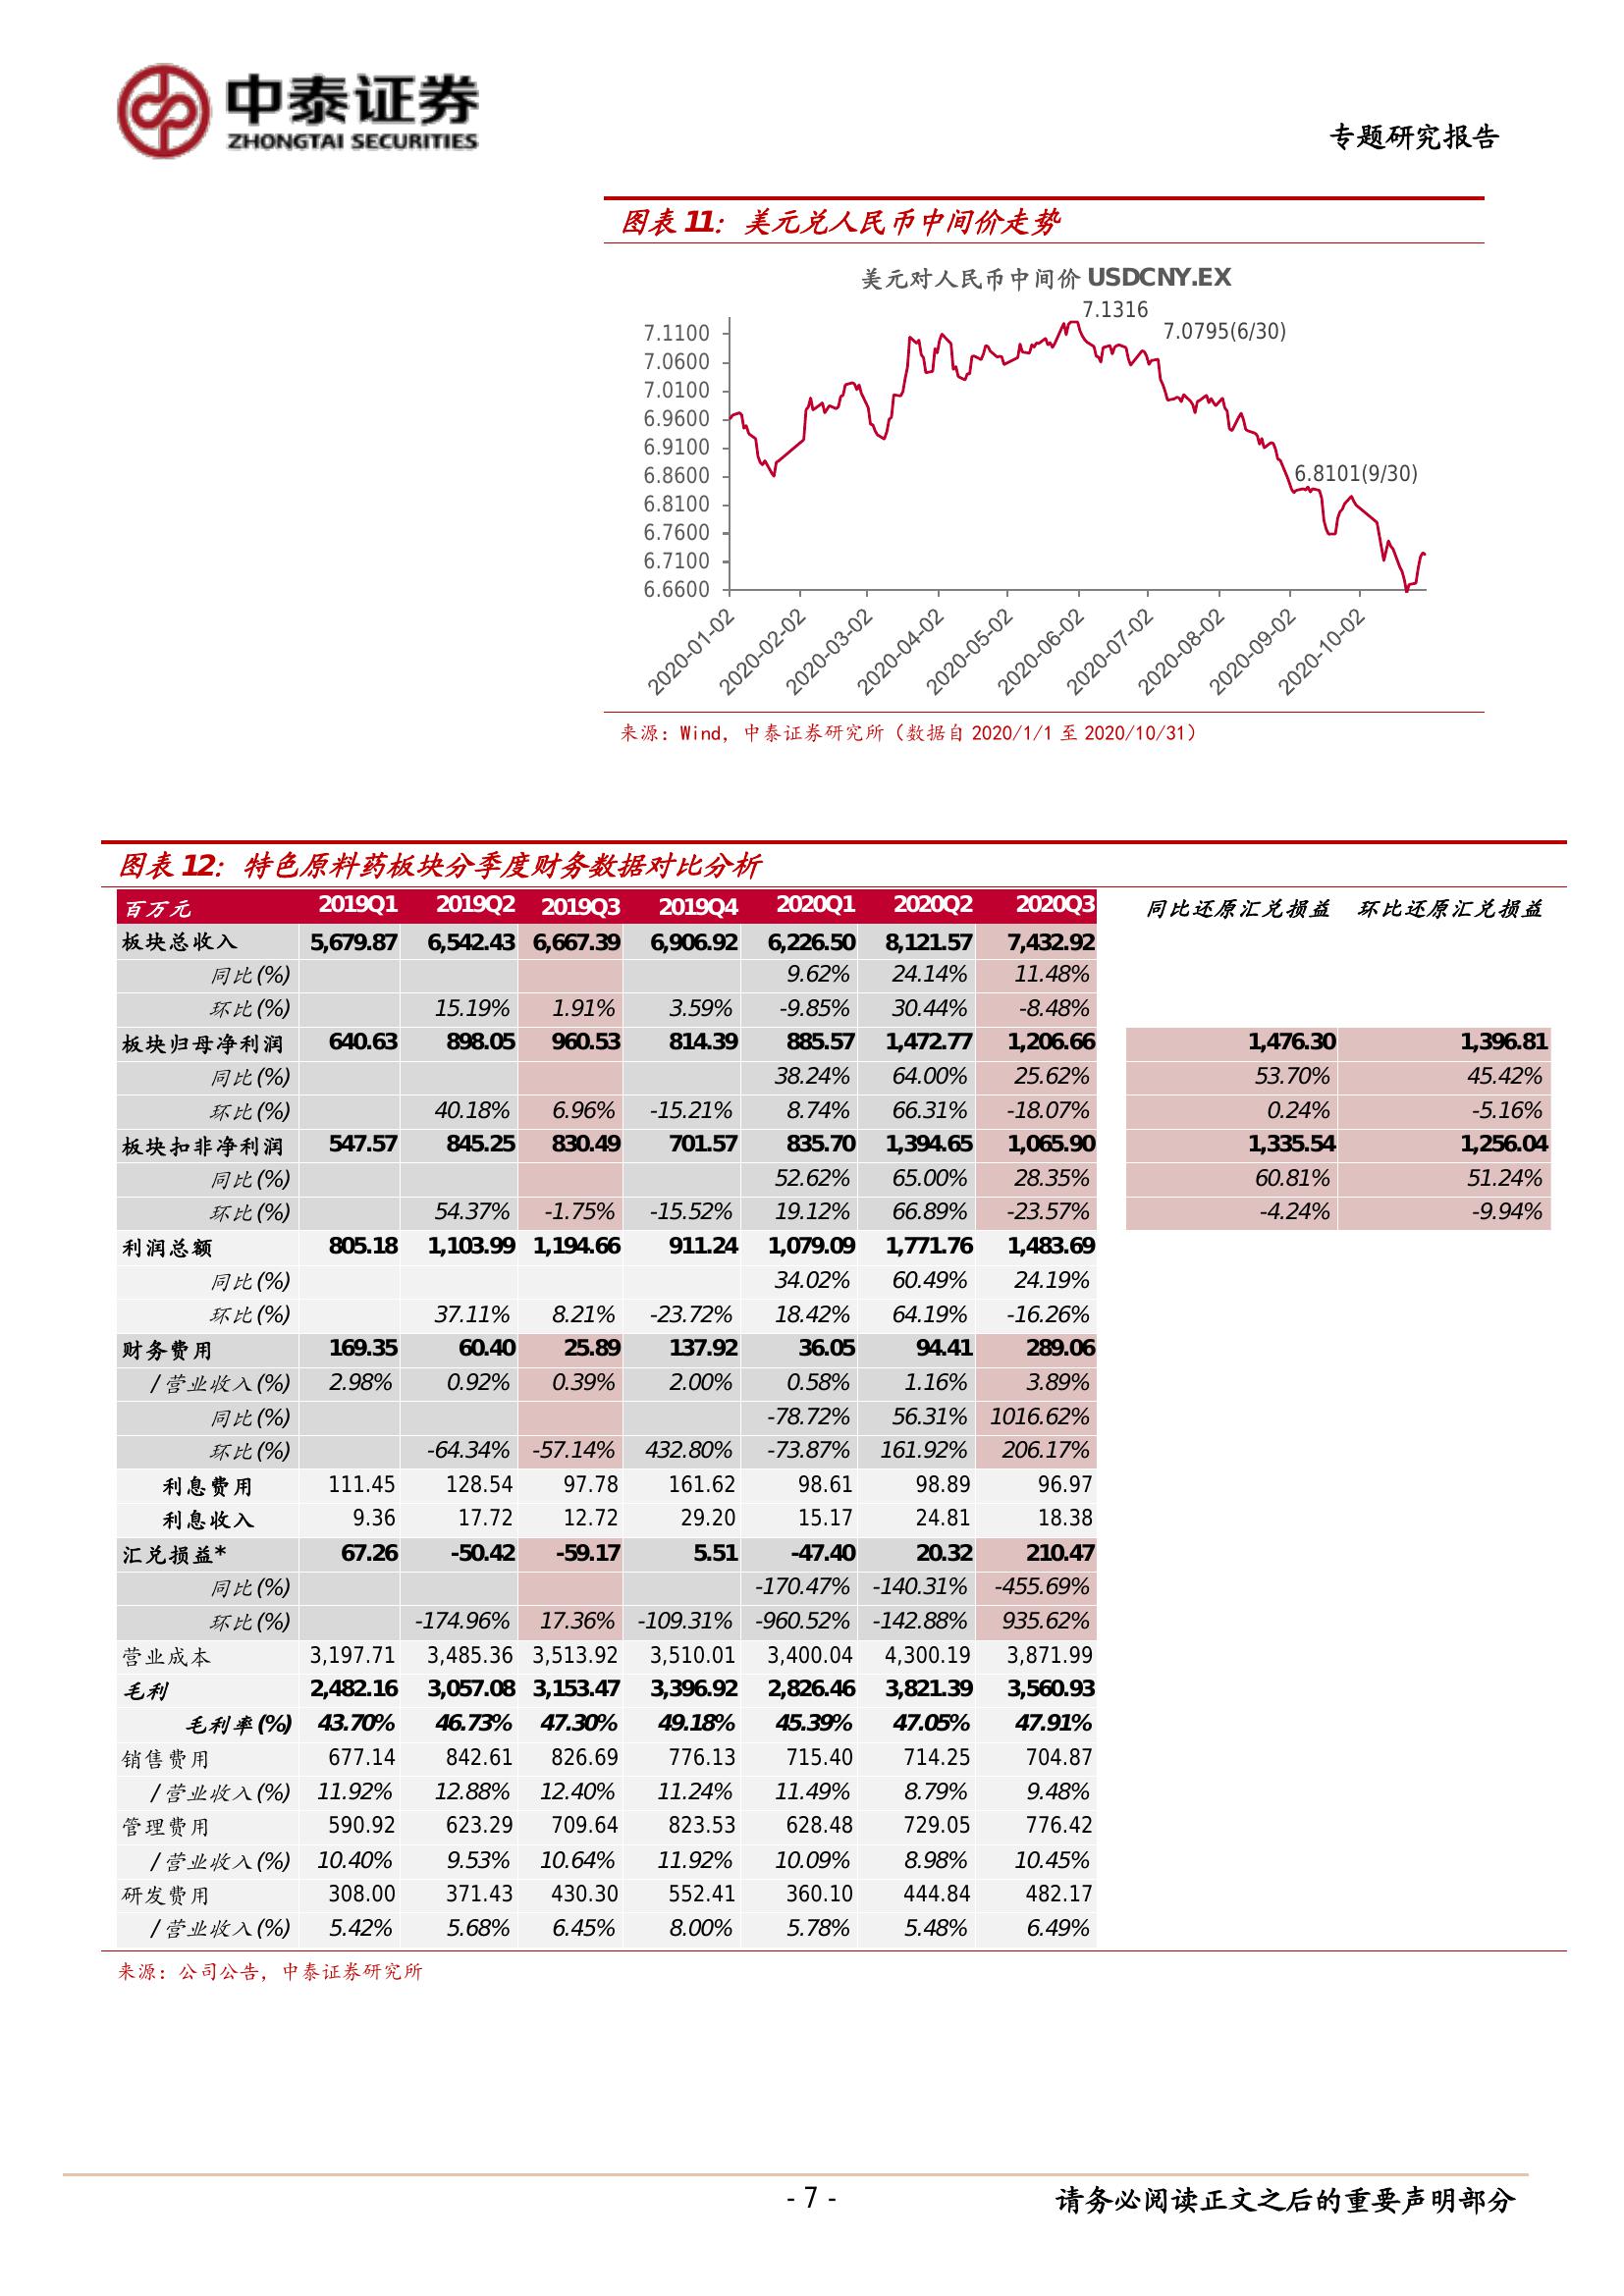 中泰证券
ZHONGTAI SECURITIES
专题研究报告
图表 11：美元兑人民币中间价走势
美元对人民币中间价 USDCNY.EX
7.1316
7.0795(6/30)
6.8101(9/30)
7.1100
7.0600
7.0100
6.9600
6.9100
6.8600
6.8100
6.7600
6.7100
6.6600
2020-01-02 2020-02-02 2020-03-02 2020-04-02 2020-05-02 2020-06-02 2020-07-02 2020-08-02 2020-09-02 2020-10-02
来源：Wind，中泰证券研究所（数据自 2020/1/1 至 2020/10/31）
图表 12：特色原料药板块分季度财务数据对比分析
百万元 2019Q1 2019Q2 2019Q3 2019Q4 2020Q1 2020Q2 2020Q3 同比还原汇兑损益 环比还原汇兑损益
板块总收入 5,679.87 6,542.43 6,667.39 6,906.92 6,226.50 8,121.57 7,432.92
同比(%) 9.62% 24.14% 11.48%
环比(%) 15.19% 1.91% 3.59% -9.85% 30.44% -8.48%
板块归母净利润 640.63 898.05 960.53 814.39 885.57 1,472.77 1,206.66 1,476.30 1,396.81
同比(%) 38.24% 64.00% 25.62% 53.70% 45.42%
环比(%) 40.18% 6.96% -15.21% 8.74% 66.31% -18.07% 0.24% -5.16%
板块扣非净利润 547.57 845.25 830.49 701.57 835.70 1,394.65 1,065.90 1,335.54 1,256.04
同比(%) 52.62% 65.00% 28.35% 60.81% 51.24%
环比(%) 54.37% -1.75% -15.52% 19.12% 66.89% -23.57% -4.24% -9.94%
利润总额 805.18 1,103.99 1,194.66 911.24 1,079.09 1,771.76 1,483.69
同比(%) 34.02% 60.49% 24.19%
环比(%) 37.11% 8.21% -23.72% 18.42% 64.19% -16.26%
财务费用 169.35 60.40 25.89 137.92 36.05 94.41 289.06
/营业收入(%) 2.98% 0.92% 0.39% 2.00% 0.58% 1.16% 3.89%
同比(%) -78.72% 56.31% 1016.62%
环比(%) -64.34% -57.14% 432.80% -73.87% 161.92% 206.17%
利息费用 111.45 128.54 97.78 161.62 98.61 98.89 96.97
利息收入 9.36 17.72 12.72 29.20 15.17 24.81 18.38
汇兑损益* 67.26 -50.42 -59.17 5.51 -47.40 20.32 210.47
同比(%) -170.47% -140.31% -455.69%
环比(%) -174.96% 17.36% -109.31% -960.52% -142.88% 935.62%
营业成本 3,197.71 3,485.36 3,513.92 3,510.01 3,400.04 4,300.19 3,871.99
毛利 2,482.16 3,057.08 3,153.47 3,396.92 2,826.46 3,821.39 3,560.93
毛利率(%) 43.70% 46.73% 47.30% 49.18% 45.39% 47.05% 47.91%
销售费用 677.14 842.61 826.69 776.13 715.40 714.25 704.87
/营业收入(%) 11.92% 12.88% 12.40% 11.24% 11.49% 8.79% 9.48%
管理费用 590.92 623.29 709.64 823.53 628.48 729.05 776.42
/营业收入(%) 10.40% 9.53% 10.64% 11.92% 10.09% 8.98% 10.45%
研发费用 308.00 371.43 430.30 552.41 360.10 444.84 482.17
/营业收入(%) 5.42% 5.68% 6.45% 8.00% 5.78% 5.48% 6.49%
来源：公司公告，中泰证券研究所
- 7 -
请务必阅读正文之后的重要声明部分